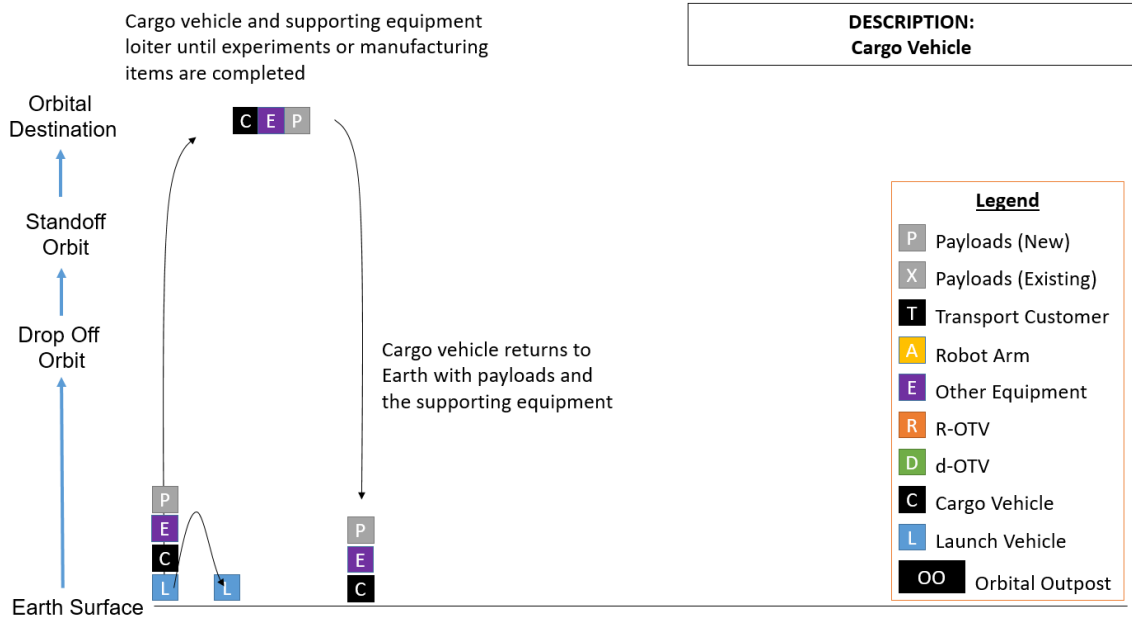 Cargo vehicle and supporting equipment
loiter until experiments or manufacturing
items are completed
DESCRIPTION:
Cargo Vehicle
Orbital
Destination
C E P
Standoff
Orbit
Drop Off
Orbit
Cargo vehicle returns to
Earth with payloads and
the supporting equipment
P
E
C
L
L
P
E
C
Earth Surface
Legend
P Payloads (New)
X Payloads (Existing)
T Transport Customer
A Robot Arm
E Other Equipment
R R-OTV
D d-OTV
C Cargo Vehicle
L Launch Vehicle
OO Orbital Outpost